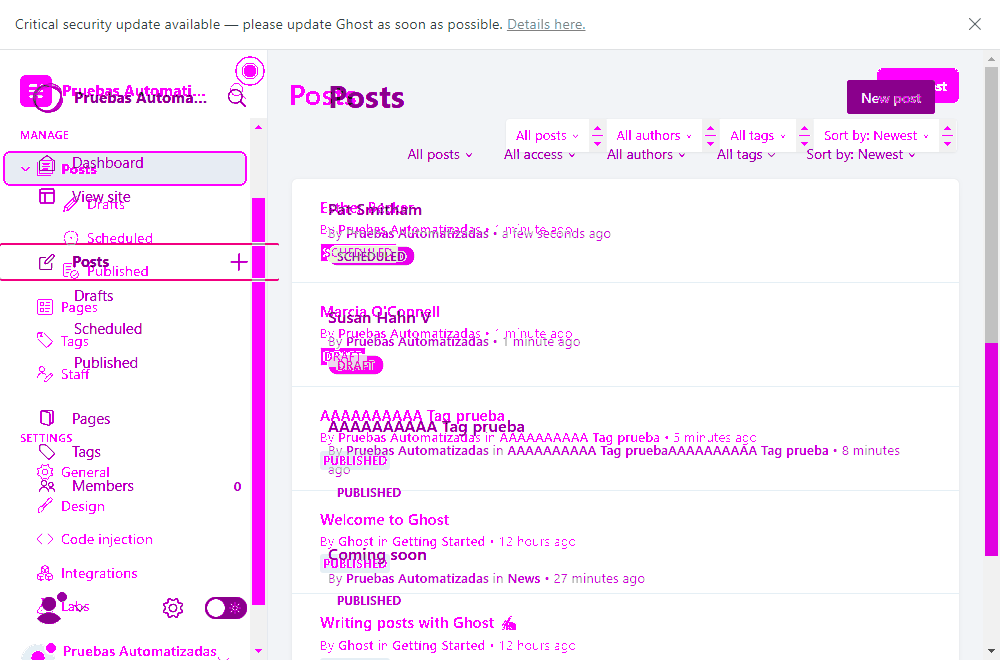 Critical security update available — please update Ghost as soon as possible. Details here.
Pruebas Automati...
Pruebas Automa...
Posts
Posts
New post
MANAGE
All posts
All authors
All tags
Sort by: Newest
All posts
All access
All authors
All tags
Sort by: Newest
Dashboard
Posts
View site
Drafts
Scheduled
Posts
Published
Drafts
Pages
Scheduled
Tags
Published
Staff
Pages
SETTINGS
Tags
General
Members 0
Design
Code injection
Integrations
Labs
Pruebas Automatizadas
Pat Smitham
By Pruebas Automatizadas • 1 minute ago
By Pruebas Automatizadas • a few seconds ago
SCHEDULED
SCHEDULED
Marcia O'Connell
Susan Hahn V
By Pruebas Automatizadas • 1 minute ago
By Pruebas Automatizadas • 1 minute ago
DRAFT
DRAFT
AAAAAAAAAA Tag prueba
AAAAAAAAAA Tag prueba
By Pruebas Automatizadas in AAAAAAAAAA Tag prueba • 5 minutes ago
By Pruebas Automatizadas in AAAAAAAAAA Tag pruebaAAAAAAAAAA Tag prueba • 8 minutes
ago
PUBLISHED
PUBLISHED
Welcome to Ghost
By Ghost in Getting Started • 12 hours ago
Coming soon
PUBLISHED
By Pruebas Automatizadas in News • 27 minutes ago
PUBLISHED
Writing posts with Ghost ✍
By Ghost in Getting Started • 12 hours ago